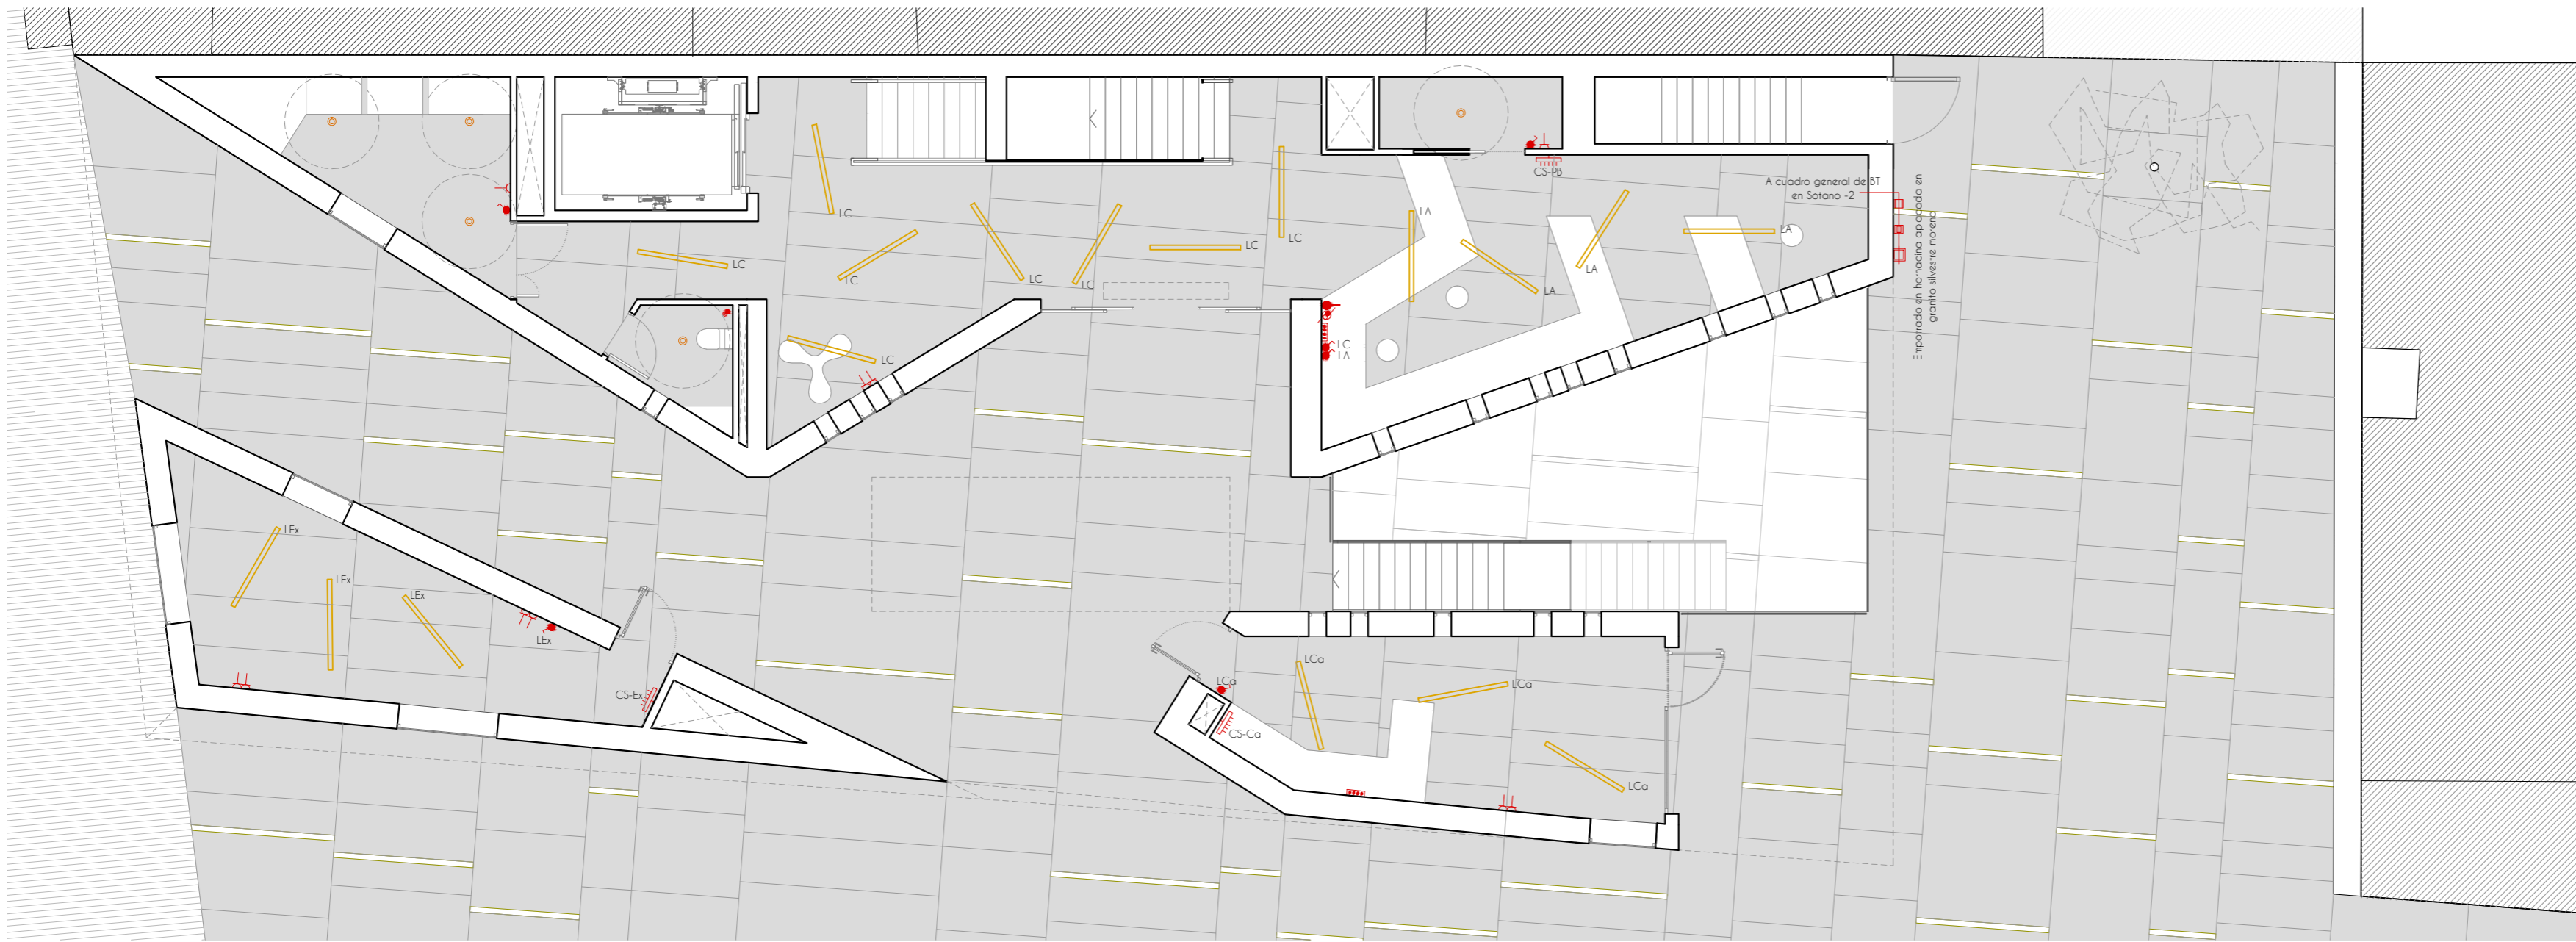 CS-PB
A cuadro general de BT
en Sótano -2
Empotrado en hornacina aplacada en
granito silvestre moreno
LC
LA
LC
LC
LA
LC
LC
LC
LA
LC
LC
LA
LC
LC
LA
LEx
LEx
LEx
LEx
CS-Ex
LCa
LCa
LCa
CS-Ca
LCa